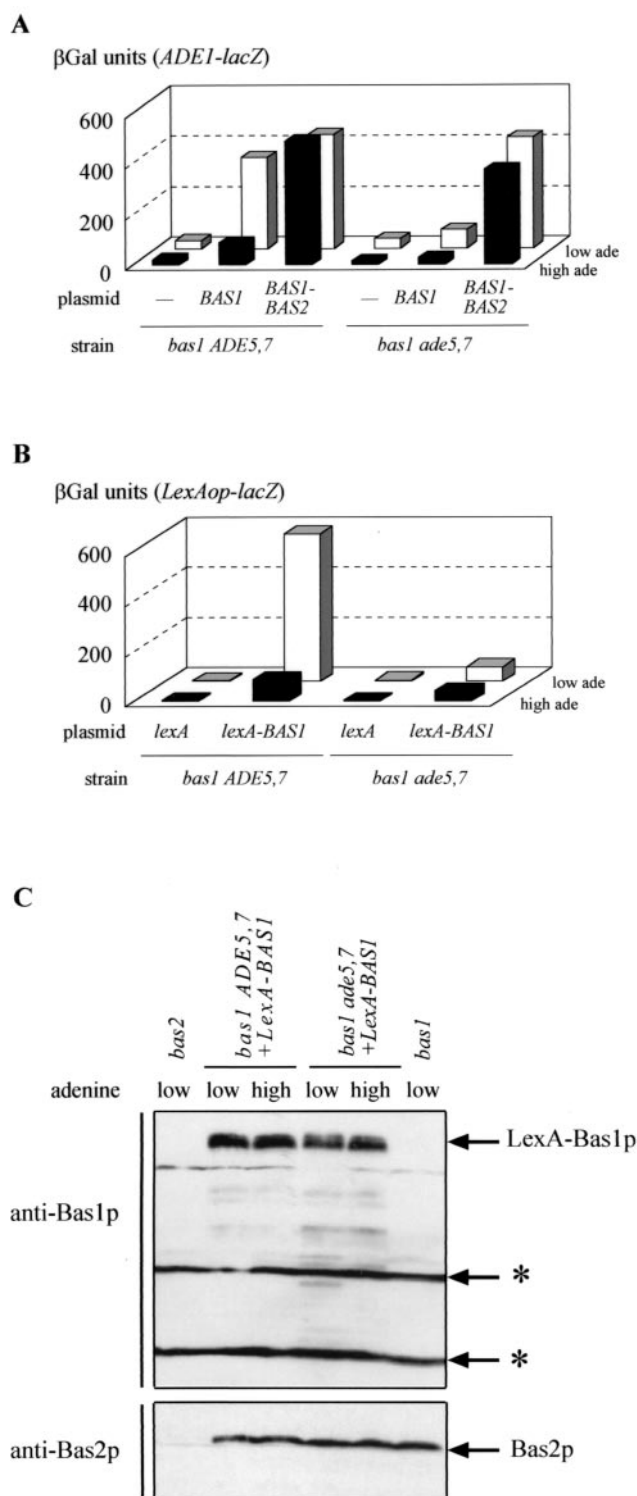 A
βGal units (ADE1-lacZ)
600
400
200
0
low ade
high ade
plasmid — BAS1 BAS1-BAS2 — BAS1 BAS1-BAS2
strain bas1 ADE5,7 bas1 ade5,7
B
βGal units (LexAop-lacZ)
600
400
200
0
low ade
high ade
plasmid lexA lexA-BAS1 lexA lexA-BAS1
strain bas1 ADE5,7 bas1 ade5,7
C
bas2
bas1 ADE5,7
+LexA-BAS1
bas1 ade5,7
+LexA-BAS1
bas1
adenine low low high low high low
anti-Bas1p
LexA-Bas1p
*
*
anti-Bas2p
Bas2p